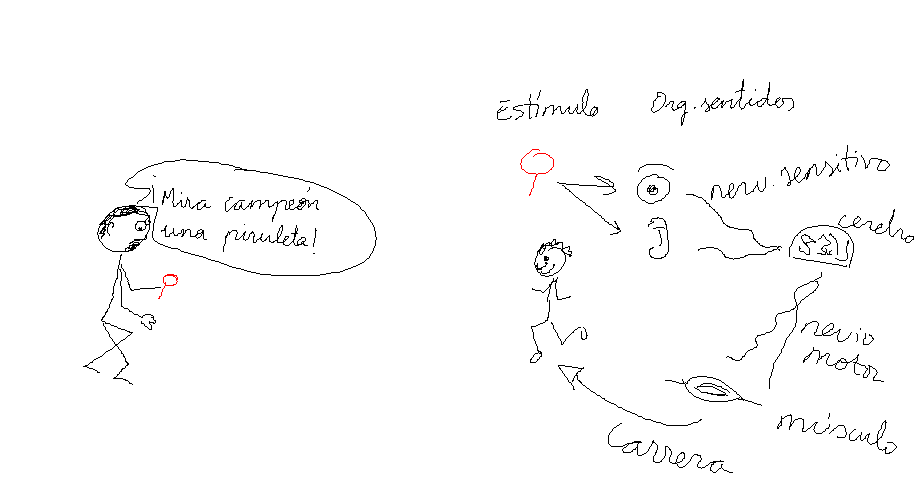 ¡Mira campeón
una piruleta!
Estímulo
Org. sentidos
nerv. sensitivo
cerebro
nervio
motor
músculo
Carrera